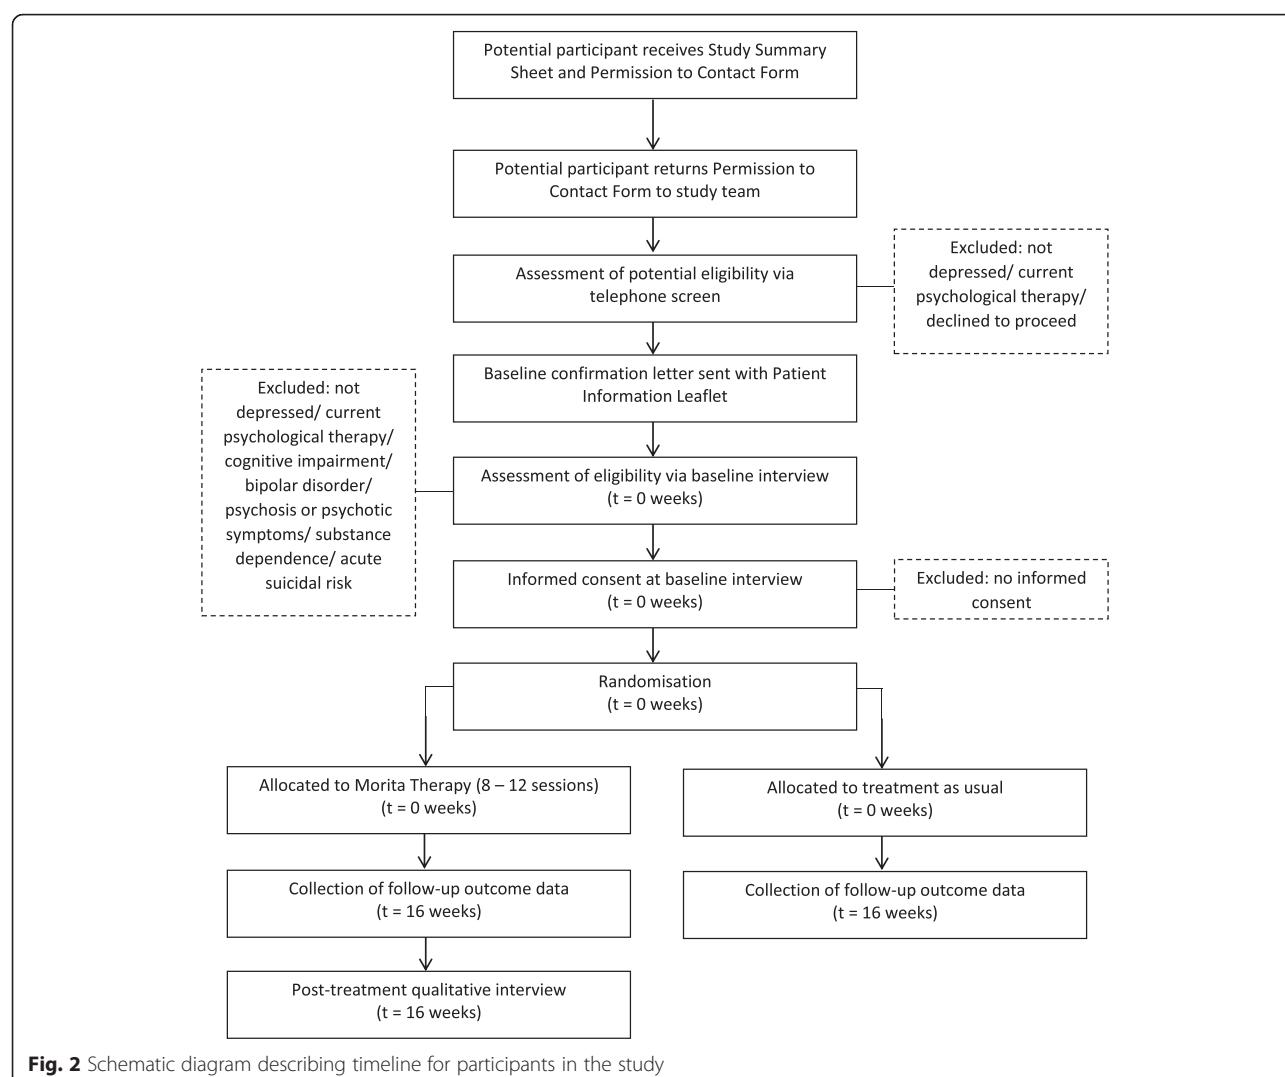 Potential participant receives Study Summary
Sheet and Permission to Contact Form
Potential participant returns Permission to
Contact Form to study team
Assessment of potential eligibility via
telephone screen
Excluded: not
depressed/ current
psychological therapy/
declined to proceed
Baseline confirmation letter sent with Patient
Information Leaflet
Assessment of eligibility via baseline interview
(t = 0 weeks)
Excluded: not
depressed/ current
psychological therapy/
cognitive impairment/
bipolar disorder/
psychosis or psychotic
symptoms/ substance
dependence/ acute
suicidal risk
Informed consent at baseline interview
(t = 0 weeks)
Excluded: no informed
consent
Randomisation
(t = 0 weeks)
Allocated to Morita Therapy (8 – 12 sessions)
(t = 0 weeks)
Allocated to treatment as usual
(t = 0 weeks)
Collection of follow-up outcome data
(t = 16 weeks)
Collection of follow-up outcome data
(t = 16 weeks)
Post-treatment qualitative interview
(t = 16 weeks)
Fig. 2 Schematic diagram describing timeline for participants in the study